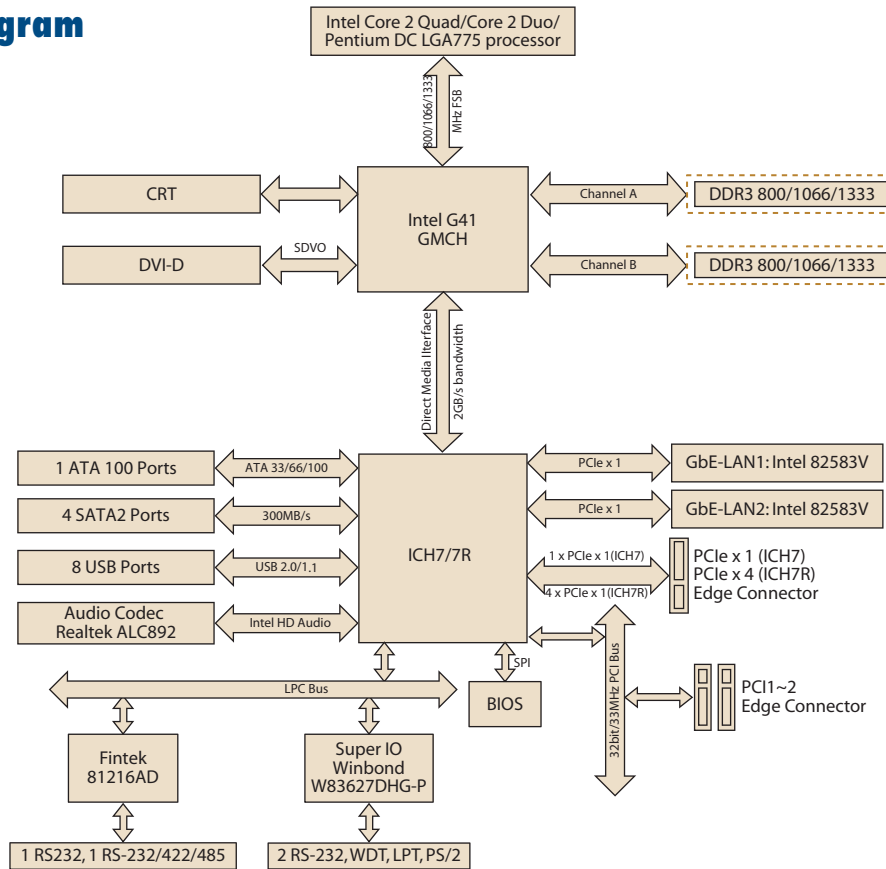 gram
Intel Core 2 Quad/Core 2 Duo/
Pentium DC LGA775 processor
800/1066/1333
MHz FSB
CRT
DVI-D
SDVO
Intel G41
GMCH
Channel A
DDR3 800/1066/1333
Channel B
DDR3 800/1066/1333
Direct Media IIterface
2GB/s bandwidth
1 ATA 100 Ports
ATA 33/66/100
4 SATA2 Ports
300MB/s
8 USB Ports
USB 2.0/1.1
Audio Codec
Realtek ALC892
Intel HD Audio
ICH7/7R
PCIe x 1
GbE-LAN1: Intel 82583V
PCIe x 1
GbE-LAN2: Intel 82583V
1 x PCIe x 1(ICH7)
4 x PCIe x 1(ICH7R)
PCIe x 1 (ICH7)
PCIe x 4 (ICH7R)
Edge Connector
32bit/33MHz PCI Bus
PCI1~2
Edge Connector
SPI
BIOS
LPC Bus
Fintek
81216AD
Super IO
Winbond
W83627DHG-P
1 RS232, 1 RS-232/422/485
2 RS-232, WDT, LPT, PS/2